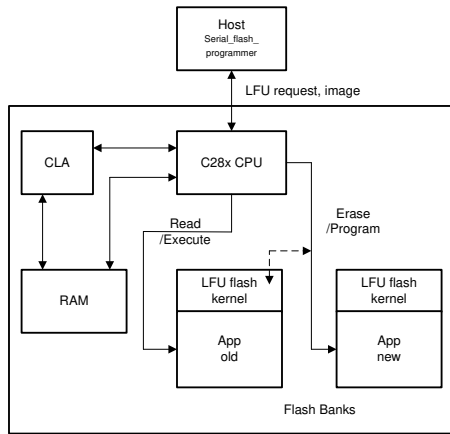 Host
Serial_flash_
programmer
LFU request, image
CLA
C28x CPU
Read
/Execute
Erase
/Program
RAM
LFU flash
kernel
App
old
LFU flash
kernel
App
new
Flash Banks